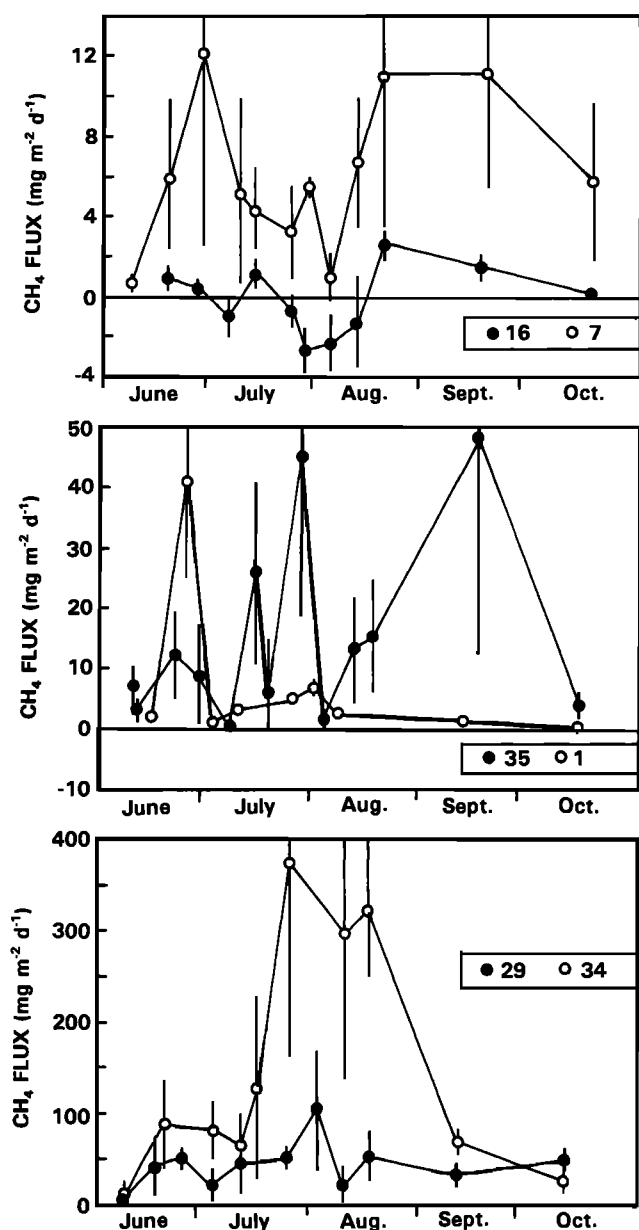 12
8
4
0
-4
CH₄ FLUX (mg m⁻² d⁻¹)
● 16 ○ 7
June July Aug. Sept. Oct.
50
40
30
20
10
0
-10
CH₄ FLUX (mg m⁻² d⁻¹)
● 35 ○ 1
June July Aug. Sept. Oct.
400
300
200
100
0
CH₄ FLUX (mg m⁻² d⁻¹)
● 29 ○ 34
June July Aug. Sept. Oct.